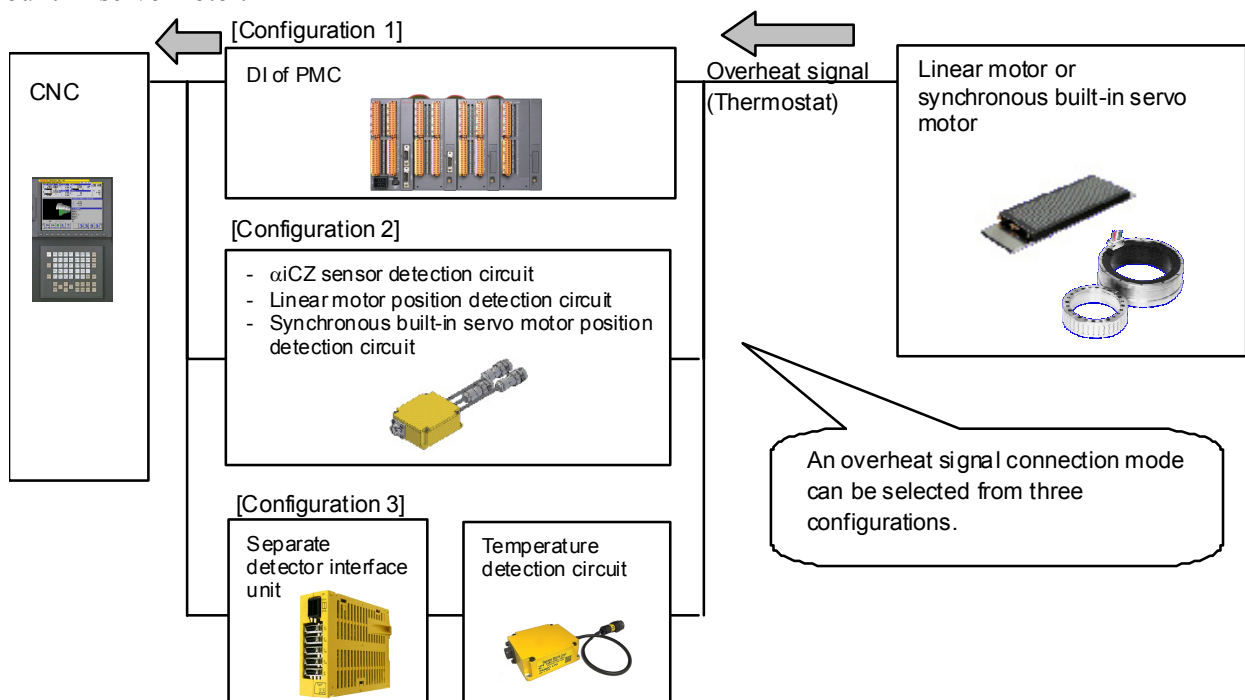 [Configuration 1]
CNC
DI of PMC
Overheat signal
(Thermostat)
Linear motor or
synchronous built-in servo
motor
[Configuration 2]
- αiCZ sensor detection circuit
- Linear motor position detection circuit
- Synchronous built-in servo motor position
detection circuit
An overheat signal connection mode
can be selected from three
configurations.
[Configuration 3]
Separate
detector interface
unit
Temperature
detection circuit